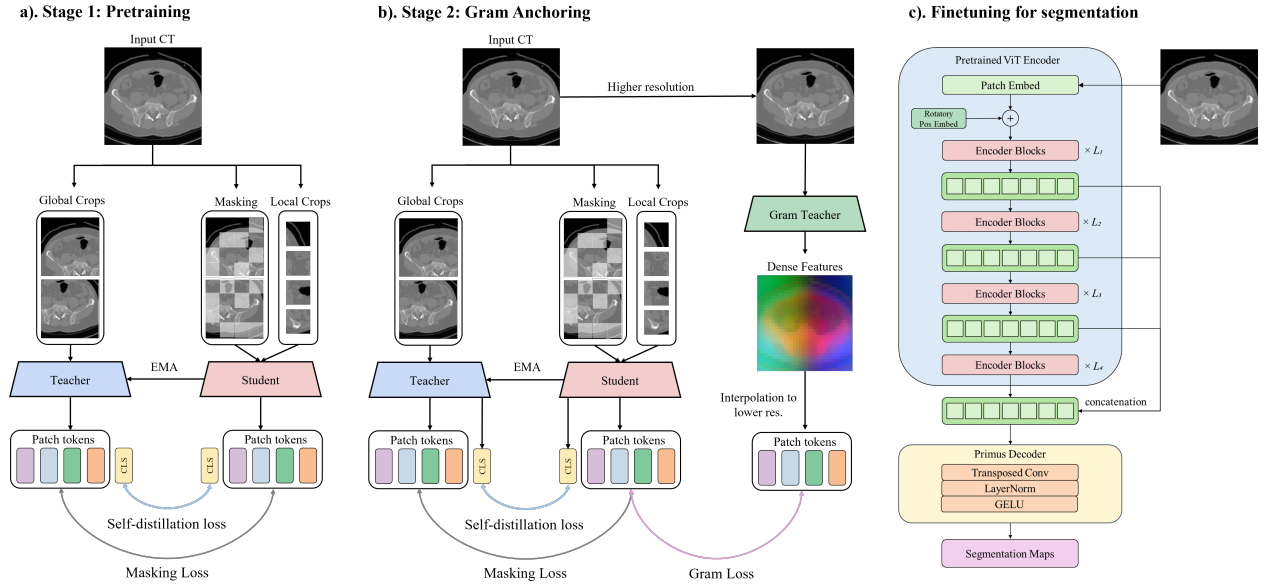 a). Stage 1: Pretraining
Input CT
Global Crops
Masking
Local Crops
Teacher
EMA
Student
Patch tokens
CLS
CLS
Patch tokens
Self-distillation loss
Masking Loss
b). Stage 2: Gram Anchoring
Input CT
Higher resolution
Global Crops
Masking
Local Crops
Gram Teacher
Dense Features
Teacher
EMA
Student
Interpolation to
lower res.
Patch tokens
CLS
CLS
Patch tokens
Patch tokens
Self-distillation loss
Masking Loss
Gram Loss
c). Finetuning for segmentation
Pretrained ViT Encoder
Patch Embed
Rotatory
Pos Embed
+
Encoder Blocks
× L₁
Encoder Blocks
× L₂
Encoder Blocks
× L₃
Encoder Blocks
× L₄
concatenation
Primus Decoder
Transposed Conv
LayerNorm
GELU
Segmentation Maps